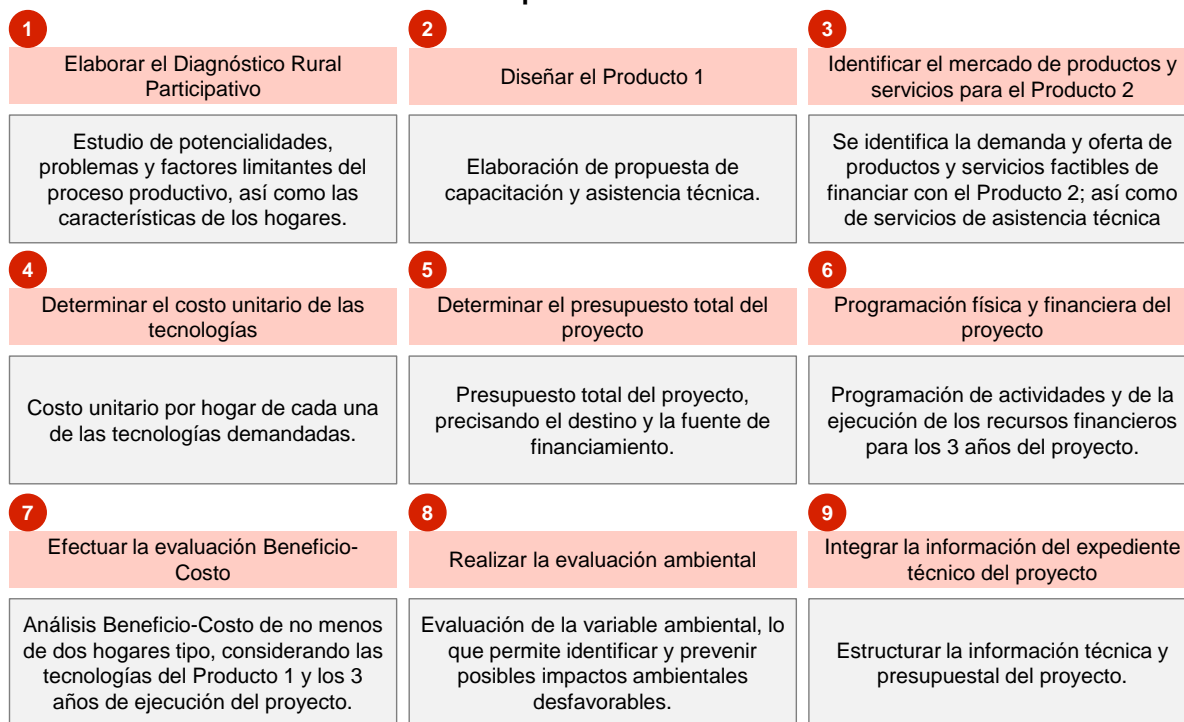 1
Elaborar el Diagnóstico Rural
Participativo
Estudio de potencialidades,
problemas y factores limitantes del
proceso productivo, así como las
características de los hogares.
2
Diseñar el Producto 1
Elaboración de propuesta de
capacitación y asistencia técnica.
3
Identificar el mercado de productos y
servicios para el Producto 2
Se identifica la demanda y oferta de
productos y servicios factibles de
financiar con el Producto 2; así como
de servicios de asistencia técnica
4
Determinar el costo unitario de las
tecnologías
Costo unitario por hogar de cada una
de las tecnologías demandadas.
5
Determinar el presupuesto total del
proyecto
Presupuesto total del proyecto,
precisando el destino y la fuente de
financiamiento.
6
Programación física y financiera del
proyecto
Programación de actividades y de la
ejecución de los recursos financieros
para los 3 años del proyecto.
7
Efectuar la evaluación Beneficio-
Costo
Análisis Beneficio-Costo de no menos
de dos hogares tipo, considerando las
tecnologías del Producto 1 y los 3
años de ejecución del proyecto.
8
Realizar la evaluación ambiental
Evaluación de la variable ambiental, lo
que permite identificar y prevenir
posibles impactos ambientales
desfavorables.
9
Integrar la información del expediente
técnico del proyecto
Estructurar la información técnica y
presupuestal del proyecto.